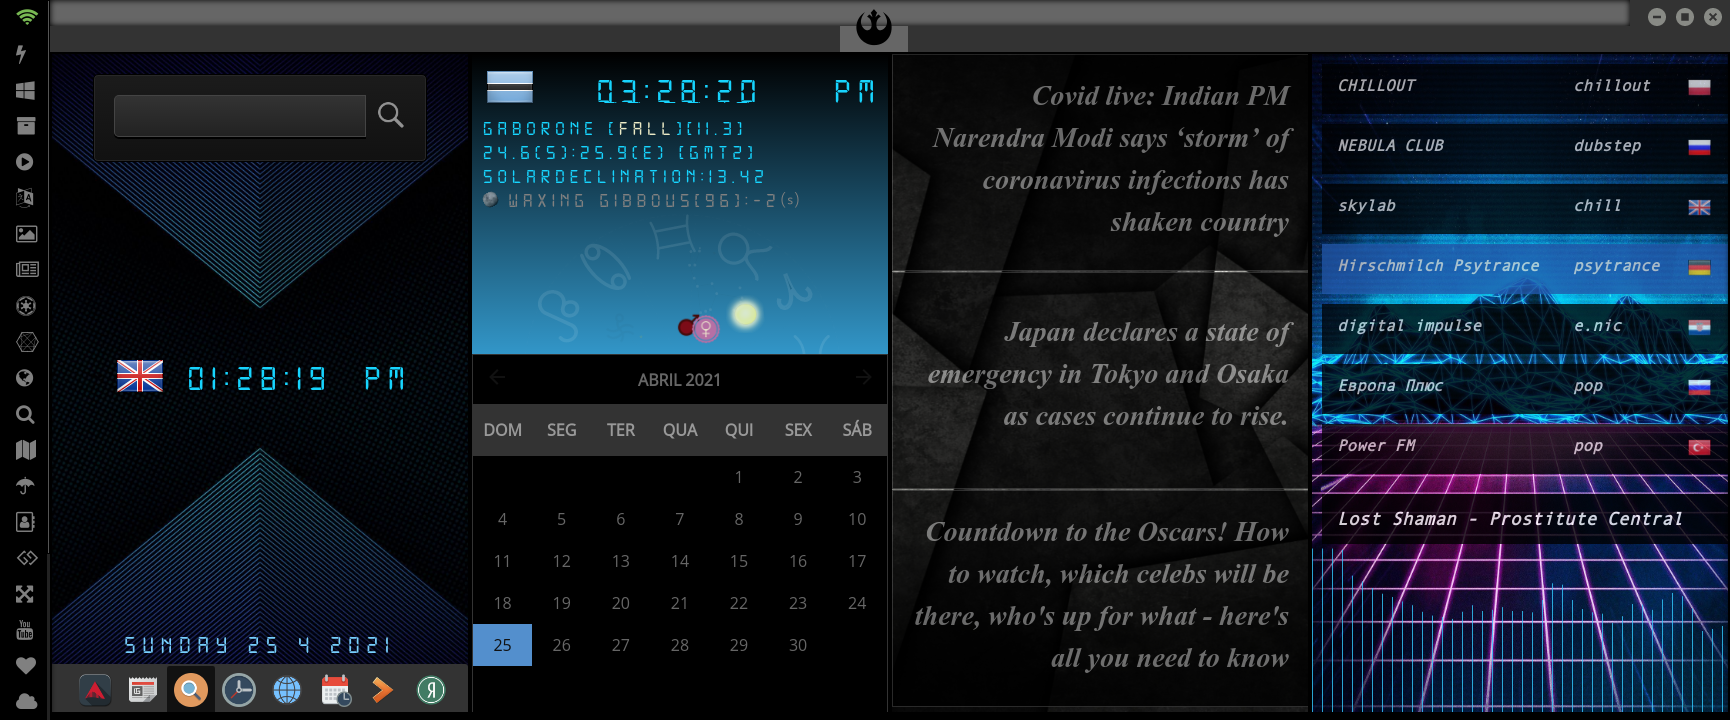 01:28:19 PM
SUNDAY 25 4 2021
03:28:20 PM
GABORONE [FALL][11.3]
24.6(S):25.9(E) [GMT2]
SOLARDECLINATION:13.42
WAXING GIBBOUS[96]:-2(s)
ABRIL 2021
DOM SEG TER QUA QUI SEX SÁB
1 2 3
4 5 6 7 8 9 10
11 12 13 14 15 16 17
18 19 20 21 22 23 24
25 26 27 28 29 30
Covid live: Indian PM
Narendra Modi says ‘storm’ of
coronavirus infections has
shaken country
Japan declares a state of
emergency in Tokyo and Osaka
as cases continue to rise.
Countdown to the Oscars! How
to watch, which celebs will be
there, who's up for what - here's
all you need to know
CHILLOUT chillout
NEBULA CLUB dubstep
skylab chill
Hirschmilch Psytrance psytrance
digital impulse e.nic
Европа Плюс pop
Power FM pop
Lost Shaman - Prostitute Central
You
Tube
Я